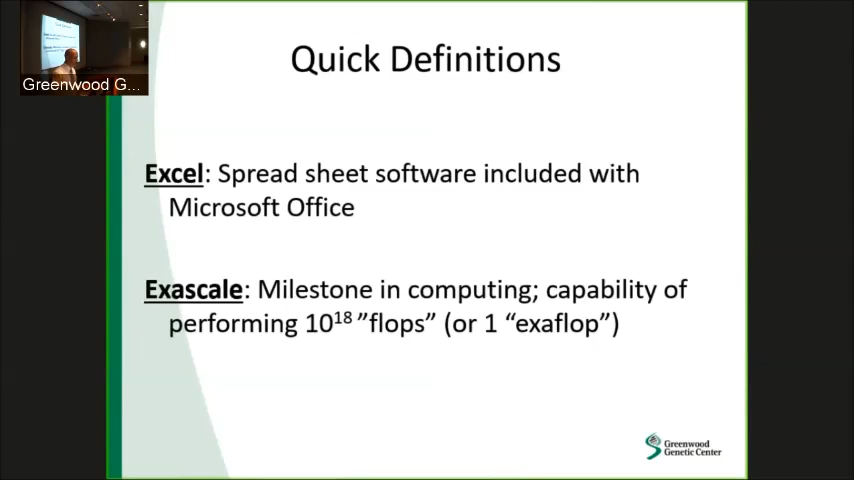 Greenwood G...
Quick Definitions
Excel: Spread sheet software included with
Microsoft Office
Exascale: Milestone in computing; capability of
performing 10¹⁸ ”flops” (or 1 “exaflop”)
Greenwood
Genetic Center